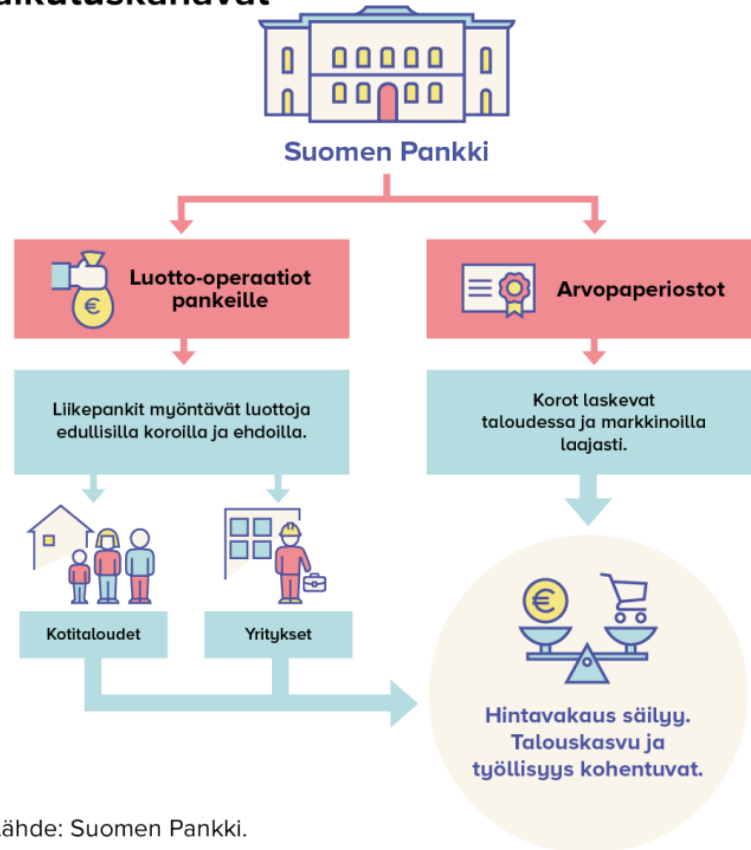 Suomen Pankki
Luotto-operaatiot
pankeille
Arvopaperiostot
Liikepankit myöntävät luottoja
edullisilla koroilla ja ehdoilla.
Korot laskevat
taloudessa ja markkinoilla
laajasti.
Kotitaloudet
Yritykset
Hintavakaus säilyy.
Talouskasvu ja
työllisyys kohentuvat.
Lähde: Suomen Pankki.